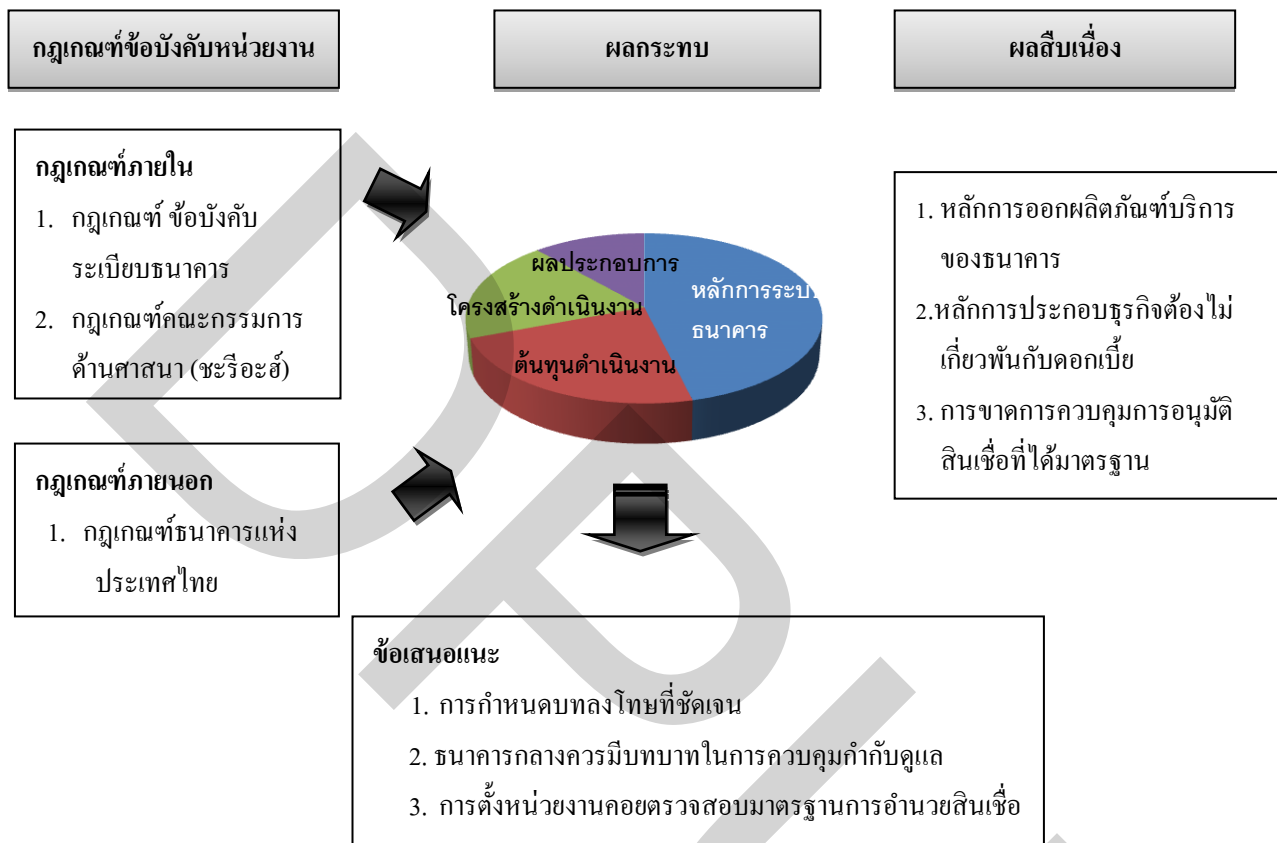 กฎเกณฑ์ข้อบังคับหน่วยงาน
ผลกระทบ
ผลสืบเนื่อง
กฎเกณฑ์ภายใน
1. กฎเกณฑ์ ข้อบังคับ
ระเบียบธนาคาร
2. กฎเกณฑ์คณะกรรมการ
ด้านศาสนา (ชะรีอะฮ์)
กฎเกณฑ์ภายนอก
1. กฎเกณฑ์ธนาคารแห่ง
ประเทศไทย
ผลประกอบการ
โครงสร้างดำเนินงาน
ต้นทุนดำเนินงาน
หลักการระบ
ธนาคาร
1. หลักการออกผลิตภัณฑ์บริการ
ของธนาคาร
2.หลักการประกอบธุรกิจต้องไม่
เกี่ยวพันกับดอกเบี้ย
3. การขาดการควบคุมการอนุมัติ
สินเชื่อที่ได้มาตรฐาน
ข้อเสนอแนะ
1. การกำหนดบทลงโทษที่ชัดเจน
2. ธนาคารกลางควรมีบทบาทในการควบคุมกำกับดูแล
3. การตั้งหน่วยงานคอยตรวจสอบมาตรฐานการอำนวยสินเชื่อ